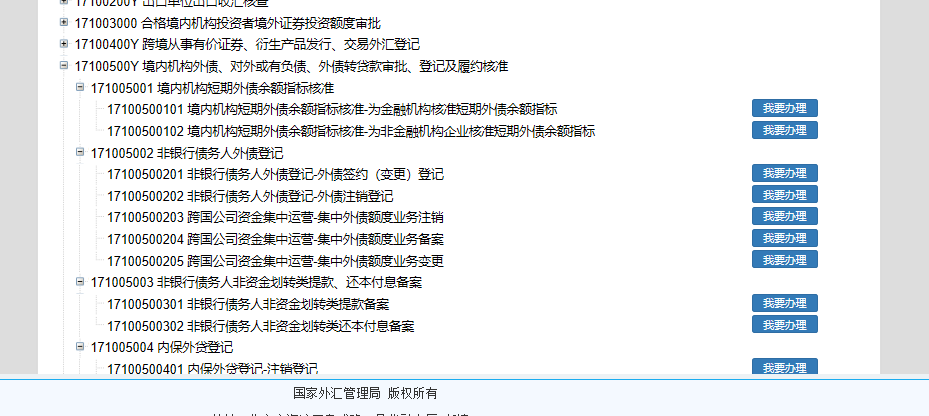 17100200Y 出口单位出口收汇核查
171003000 合格境内机构投资者境外证券投资额度审批
17100400Y 跨境从事有价证券、衍生产品发行、交易外汇登记
17100500Y 境内机构外债、对外或有负债、外债转贷款审批、登记及履约核准
171005001 境内机构短期外债余额指标核准
17100500101 境内机构短期外债余额指标核准-为金融机构核准短期外债余额指标 我要办理
17100500102 境内机构短期外债余额指标核准-为非金融机构企业核准短期外债余额指标 我要办理
171005002 非银行债务人外债登记
17100500201 非银行债务人外债登记-外债签约（变更）登记 我要办理
17100500202 非银行债务人外债登记-外债注销登记 我要办理
17100500203 跨国公司资金集中运营-集中外债额度业务注销 我要办理
17100500204 跨国公司资金集中运营-集中外债额度业务备案 我要办理
17100500205 跨国公司资金集中运营-集中外债额度业务变更 我要办理
171005003 非银行债务人非资金划转类提款、还本付息备案
17100500301 非银行债务人非资金划转类提款备案 我要办理
17100500302 非银行债务人非资金划转类还本付息备案 我要办理
171005004 内保外贷登记
17100500401 内保外贷登记-注销登记 我要办理
国家外汇管理局 版权所有